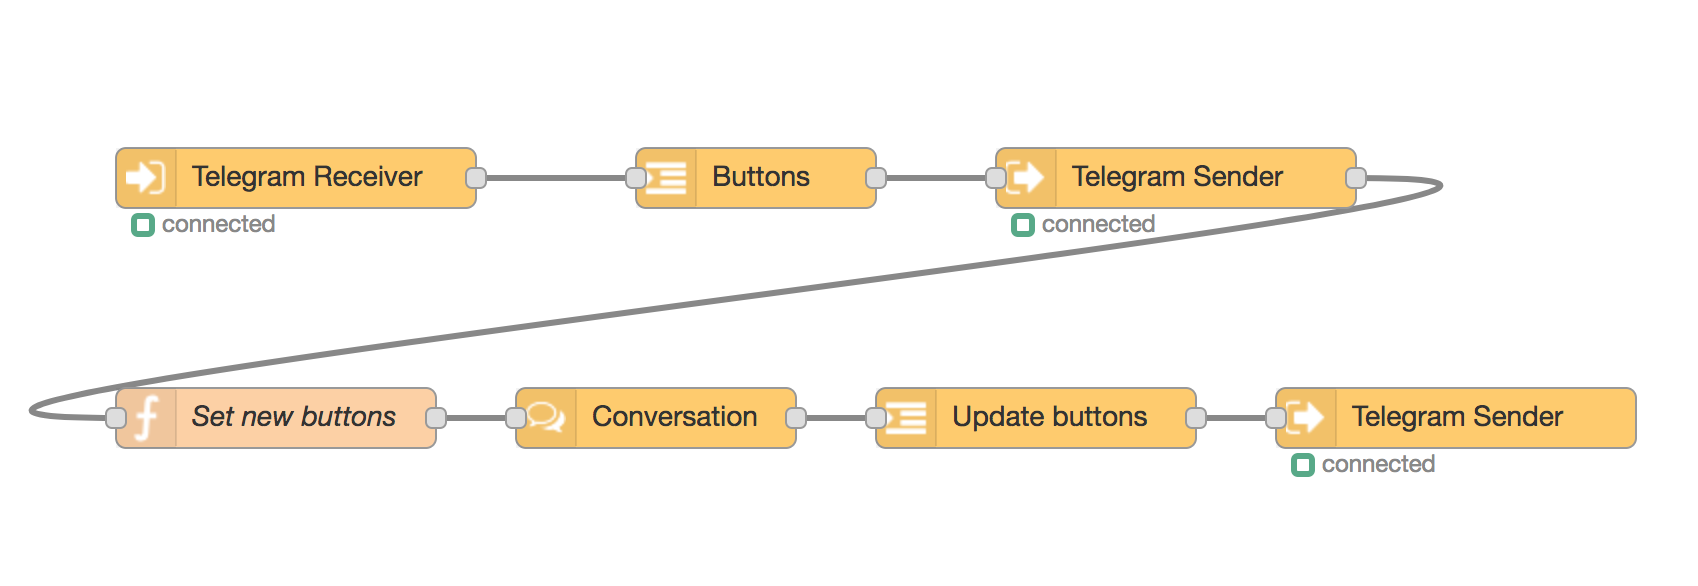 Telegram Receiver
Buttons
Telegram Sender
connected
connected
Set new buttons
Conversation
Update buttons
Telegram Sender
connected